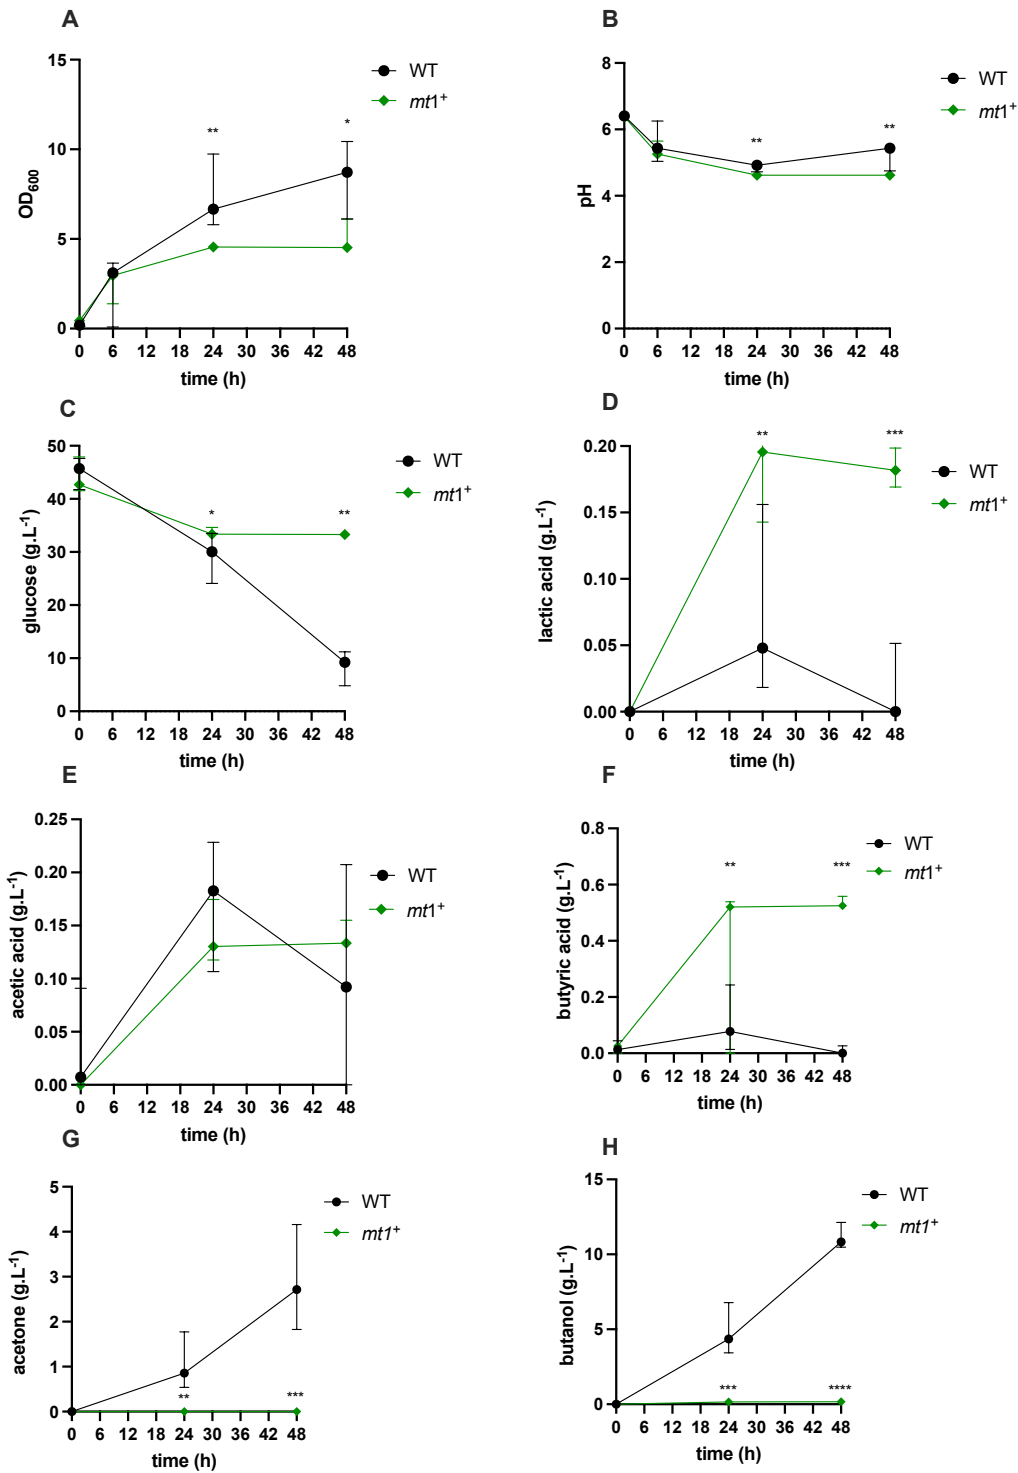 A
15
10
5
0
OD600
0 6 12 18 24 30 36 42 48
time (h)
** *
WT
mt1+
B
8
6
4
2
0
pH
0 6 12 18 24 30 36 42 48
time (h)
** **
WT
mt1+
C
50
40
30
20
10
0
glucose (g.L-1)
0 6 12 18 24 30 36 42 48
time (h)
* **
WT
mt1+
D
0.20
0.15
0.10
0.05
0.00
lactic acid (g.L-1)
0 6 12 18 24 30 36 42 48
time (h)
** ***
WT
mt1+
E
0.25
0.20
0.15
0.10
0.05
0.00
acetic acid (g.L-1)
0 6 12 18 24 30 36 42 48
time (h)
WT
mt1+
F
0.8
0.6
0.4
0.2
0.0
butyric acid (g.L-1)
0 6 12 18 24 30 36 42 48
time (h)
** ***
WT
mt1+
G
5
4
3
2
1
0
acetone (g.L-1)
0 6 12 18 24 30 36 42 48
time (h)
** ***
WT
mt1+
H
15
10
5
0
butanol (g.L-1)
0 6 12 18 24 30 36 42 48
time (h)
*** ****
WT
mt1+